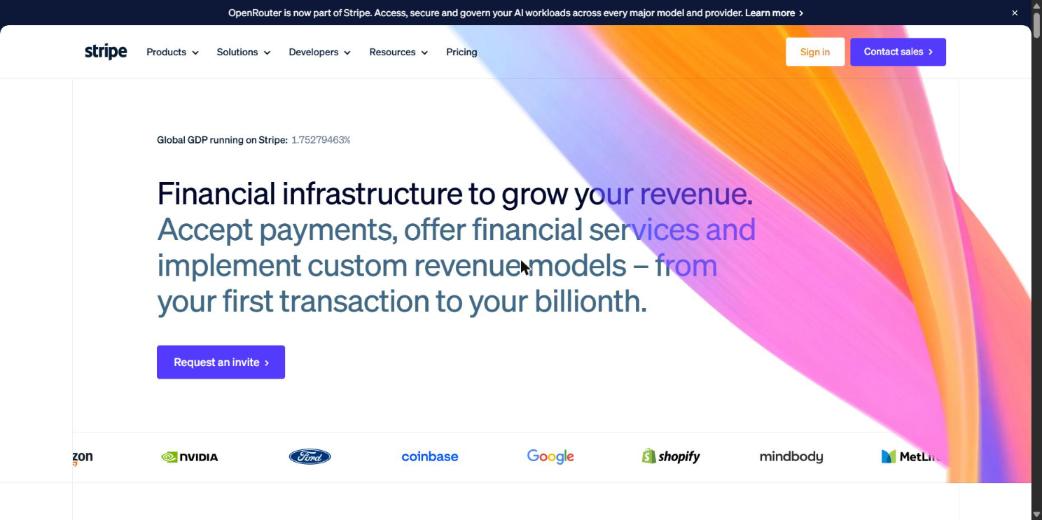 OpenRouter is now part of Stripe. Access, secure and govern your AI workloads across every major model and provider. Learn more
stripe
Products
Solutions
Developers
Resources
Pricing
Sign in
Contact sales
Global GDP running on Stripe: 1.75279463%
Financial infrastructure to grow your revenue.
Accept payments, offer financial services and
implement custom revenue models – from
your first transaction to your billionth.
Request an invite
zon
NVIDIA
Ford
coinbase
Google
shopify
mindbody
MetLi